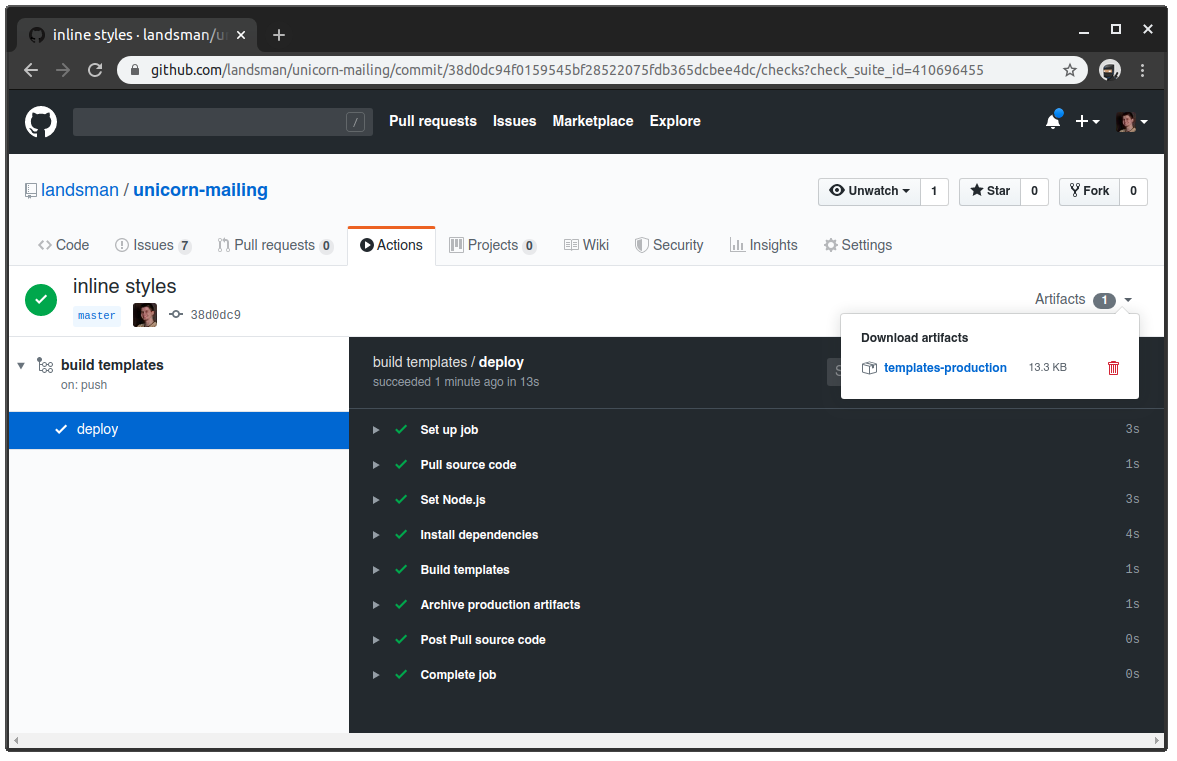 inline styles · landsman/u
github.com/landsman/unicorn-mailing/commit/38d0dc94f0159545bf28522075fdb365dcbee4dc/checks?check_suite_id=410696455
/ Pull requests Issues Marketplace Explore
landsman / unicorn-mailing
Unwatch 1 Star 0 Fork 0
Code Issues 7 Pull requests 0 Actions Projects 0 Wiki Security Insights Settings
inline styles
master 38d0dc9
Artifacts 1
Download artifacts
templates-production 13.3 KB
build templates
on: push
deploy
build templates / deploy
succeeded 1 minute ago in 13s
S
Set up job 3s
Pull source code 1s
Set Node.js 3s
Install dependencies 4s
Build templates 1s
Archive production artifacts 1s
Post Pull source code 0s
Complete job 0s